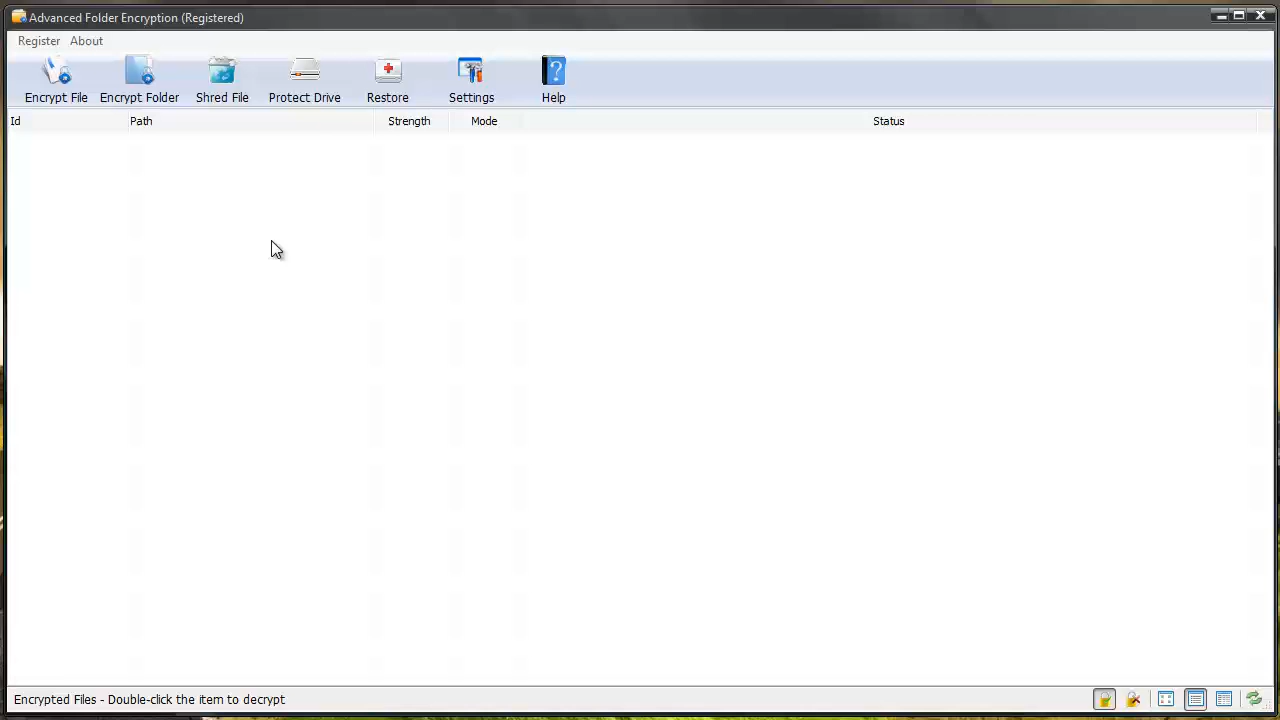 Advanced Folder Encryption (Registered)
Register About
Encrypt File Encrypt Folder Shred File Protect Drive Restore Settings Help
Id Path Strength Mode Status
Encrypted Files - Double-click the item to decrypt